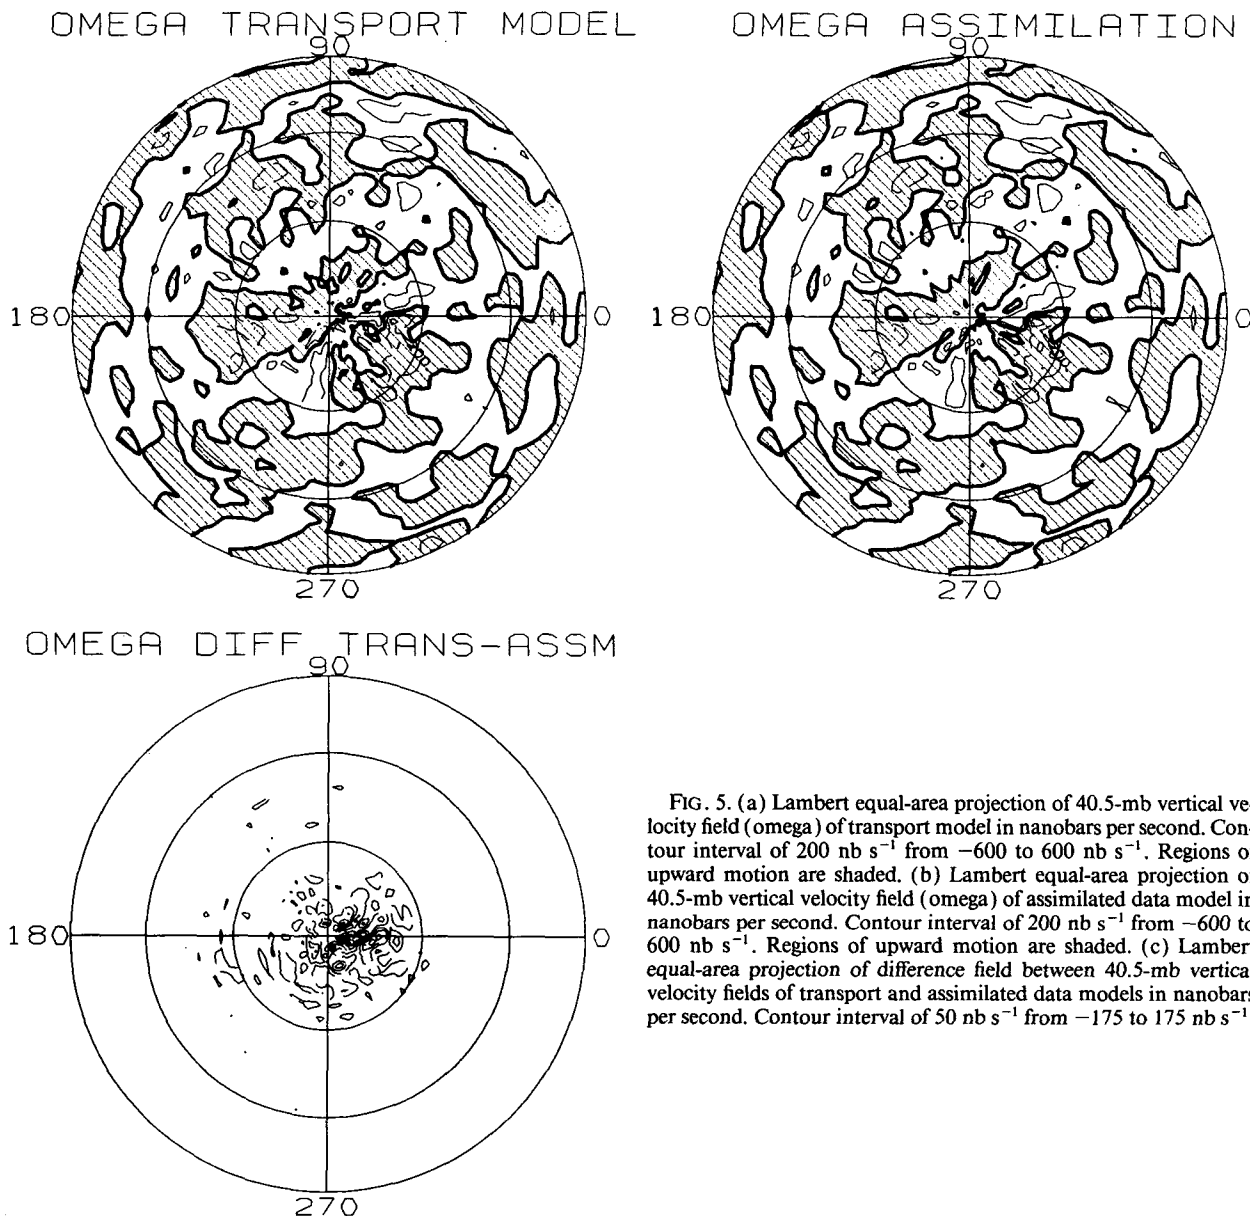 OMEGA TRANSPORT MODEL
OMEGA ASSIMILATION
90
90
180
0
180
0
270
270
OMEGA DIFF TRANS-ASSM
90
180
0
270
FIG. 5. (a) Lambert equal-area projection of 40.5-mb vertical ve-
locity field (omega) of transport model in nanobars per second. Con-
tour interval of 200 nb s⁻¹ from −600 to 600 nb s⁻¹. Regions o
upward motion are shaded. (b) Lambert equal-area projection o
40.5-mb vertical velocity field (omega) of assimilated data model in
nanobars per second. Contour interval of 200 nb s⁻¹ from −600 to
600 nb s⁻¹. Regions of upward motion are shaded. (c) Lamber
equal-area projection of difference field between 40.5-mb vertica
velocity fields of transport and assimilated data models in nanobars
per second. Contour interval of 50 nb s⁻¹ from −175 to 175 nb s⁻¹